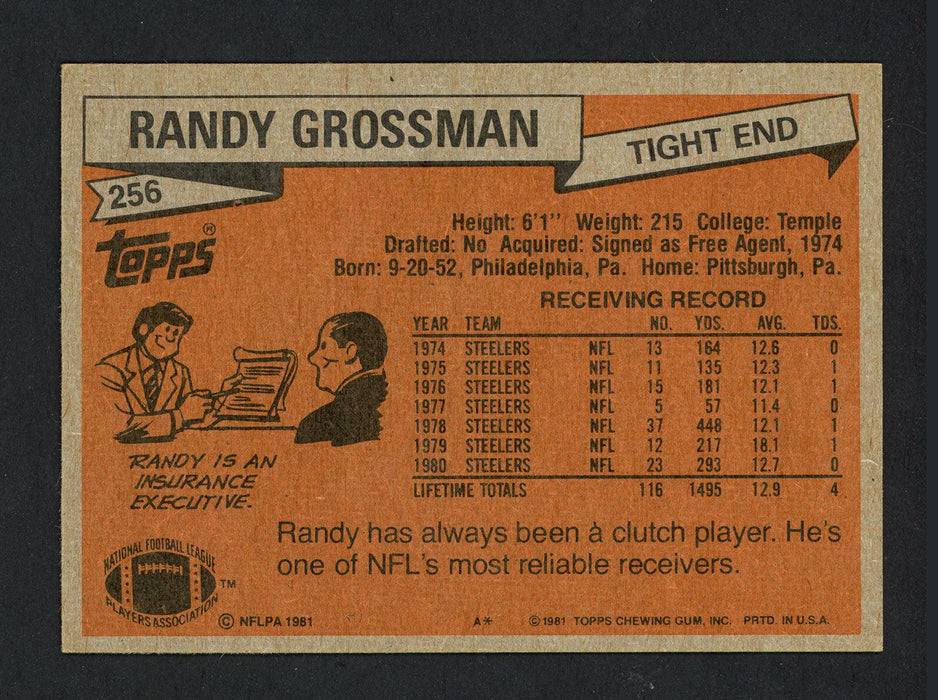 RANDY GROSSMAN
TIGHT END
256
Topps®
Height: 6'1'' Weight: 215 College: Temple
Drafted: No Acquired: Signed as Free Agent, 1974
Born: 9-20-52, Philadelphia, Pa. Home: Pittsburgh, Pa.
RECEIVING RECORD
YEAR TEAM NO. YDS. AVG. TDS.
1974 STEELERS NFL 13 164 12.6 0
1975 STEELERS NFL 11 135 12.3 1
1976 STEELERS NFL 15 181 12.1 1
1977 STEELERS NFL 5 57 11.4 0
1978 STEELERS NFL 37 448 12.1 1
1979 STEELERS NFL 12 217 18.1 1
1980 STEELERS NFL 23 293 12.7 0
LIFETIME TOTALS 116 1495 12.9 4
RANDY IS AN
INSURANCE
EXECUTIVE.
Randy has always been a clutch player. He's
one of NFL's most reliable receivers.
NATIONAL FOOTBALL LEAGUE
PLAYERS ASSOCIATION
TM
© NFLPA 1981
A*
© 1981 TOPPS CHEWING GUM, INC. PRTD. IN U.S.A.